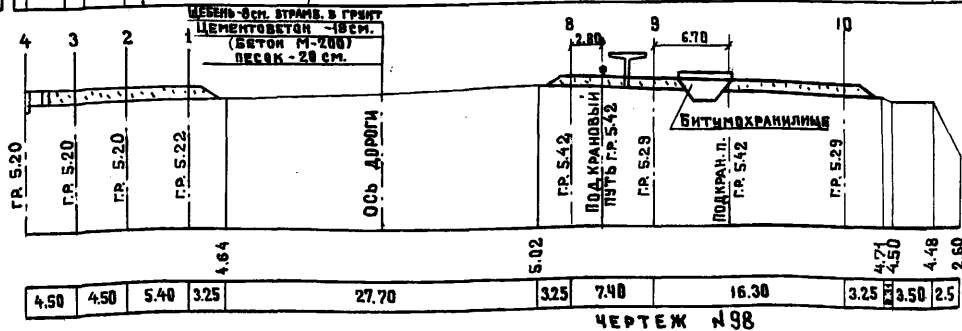 ЩЕБЕНЬ-8СМ. ВТРАМБ. В ГРУНТ
ЦЕМЕНТОБЕТОН -18СМ.
(БЕТОН М-200)
ПЕСОК - 20 СМ.
4 3 2 1 8 9 10
2.80 6.70
БИТУМОХРАНИЛИЩЕ
ГР. 5.20
Г.Р. 5.20
Г.Р. 5.20
Г.Р. 5.22
ОСЬ ДОРОГИ
Г.Р. 5.42
ПОДКРАНОВЫЙ
ПУТЬ Г.Р. 5.42
Г.Р. 5.29
ПОДКРАН. П.
Г.Р. 5.42
Г.Р. 5.29
4.64 5.02 4.71 4.50 4.48 2.60
4.50 4.50 5.40 3.25 27.70 3.25 7.40 16.30 3.25 3.50 2.5
ЧЕРТЕЖ №98